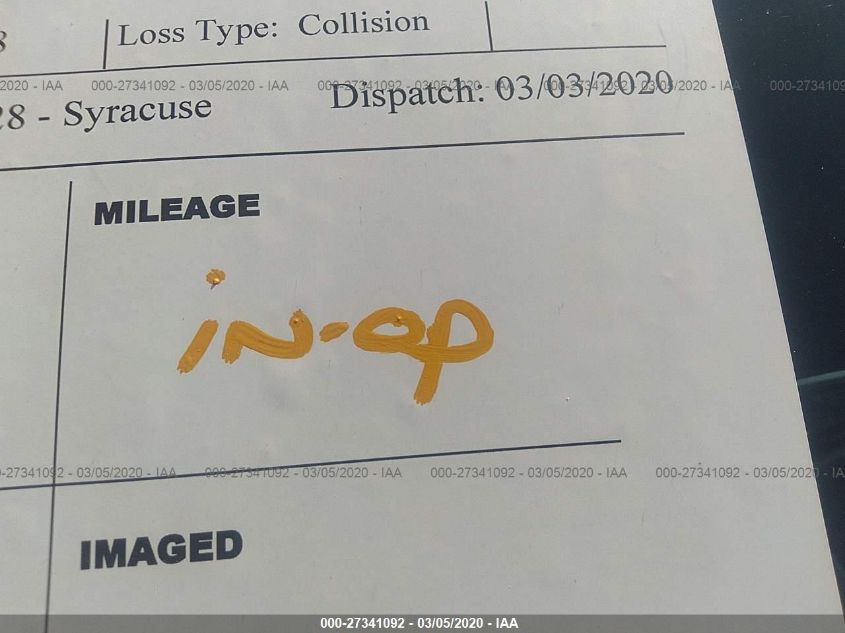 8 Loss Type: Collision
2020 - IAA 000-27341092 - 03/05/2020 - IAA 000-27341092 - 03/05/2020 - IAA 000-27341092 - 03/05/2020 - IAA 000-2734109
28 - Syracuse Dispatch: 03/03/2020
MILEAGE
iN-op
-27341092 - 03/05/2020 - IAA 000-27341092 - 03/05/2020 - IAA 000-27341092 - 03/05/2020 - IAA 000-27341092 - 03/05/2020 - IA
IMAGED
000-27341092 - 03/05/2020 - IAA